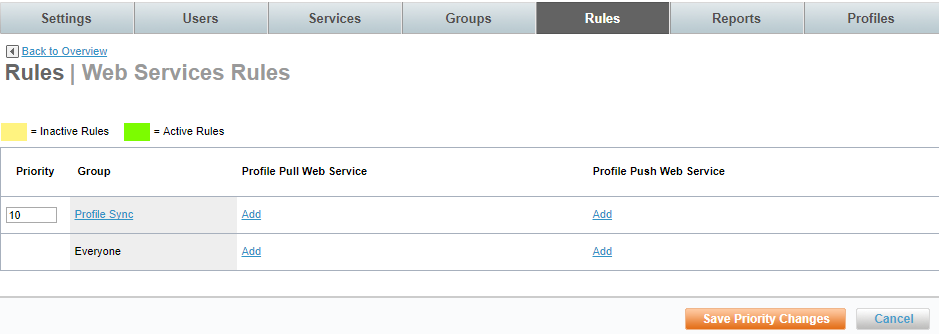 Settings Users Services Groups Rules Reports Profiles
Back to Overview
Rules | Web Services Rules
= Inactive Rules = Active Rules
Priority Group Profile Pull Web Service Profile Push Web Service
10 Profile Sync Add Add
Everyone Add Add
Save Priority Changes Cancel